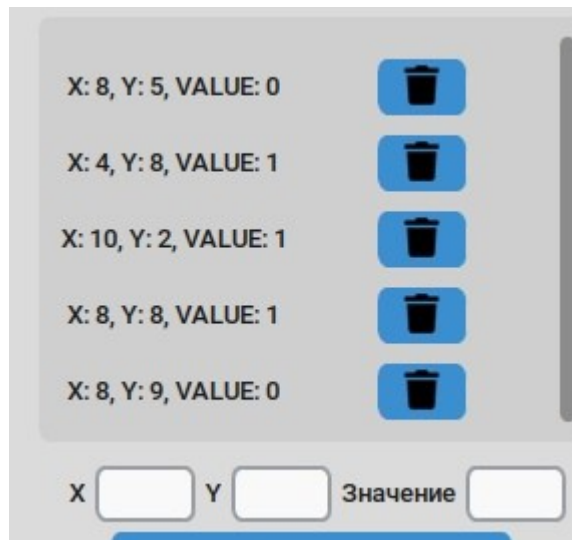 X: 8, Y: 5, VALUE: 0
X: 4, Y: 8, VALUE: 1
X: 10, Y: 2, VALUE: 1
X: 8, Y: 8, VALUE: 1
X: 8, Y: 9, VALUE: 0
X Y Значение